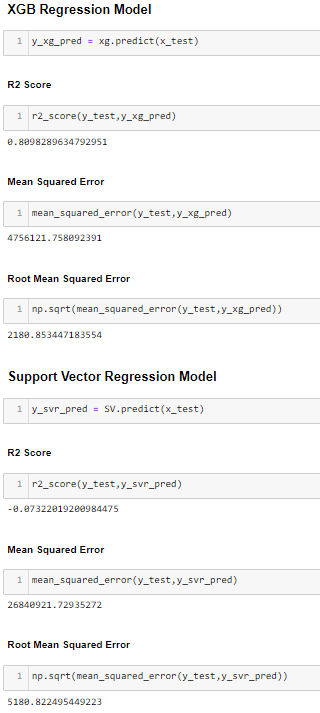 XGB Regression Model
1 y_xg_pred = xg.predict(x_test)
R2 Score
1 r2_score(y_test,y_xg_pred)
0.8098289634792951
Mean Squared Error
1 mean_squared_error(y_test,y_xg_pred)
4756121.758092391
Root Mean Squared Error
1 np.sqrt(mean_squared_error(y_test,y_xg_pred))
2180.853447183554
Support Vector Regression Model
1 y_svr_pred = SV.predict(x_test)
R2 Score
1 r2_score(y_test,y_svr_pred)
-0.07322019200984475
Mean Squared Error
1 mean_squared_error(y_test,y_svr_pred)
26840921.72935272
Root Mean Squared Error
1 np.sqrt(mean_squared_error(y_test,y_svr_pred))
5180.822495449223